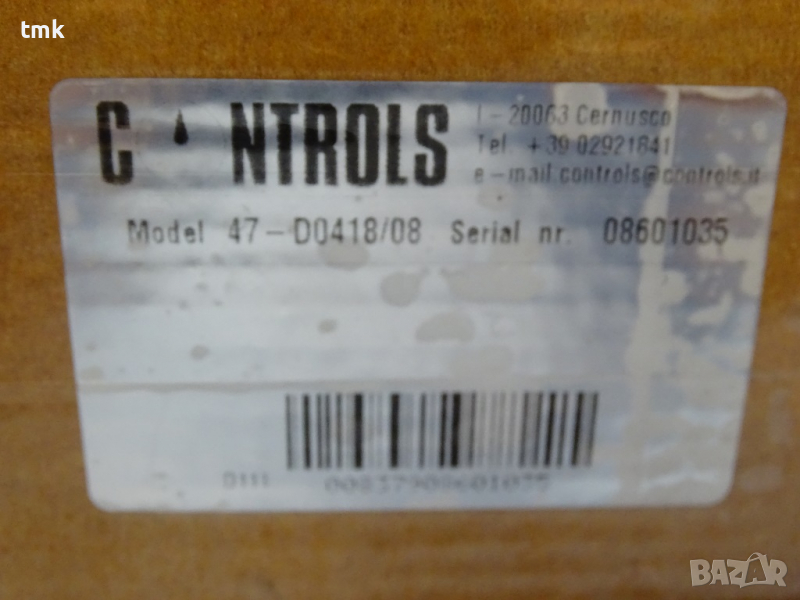 tmk
C NTROLS
I - 20063 Cernusco
Tel. +39 02921841
e-mail:controls@controls.it
Model 47-D0418/08 Serial nr. 08601035
00837908601035
BAZAR